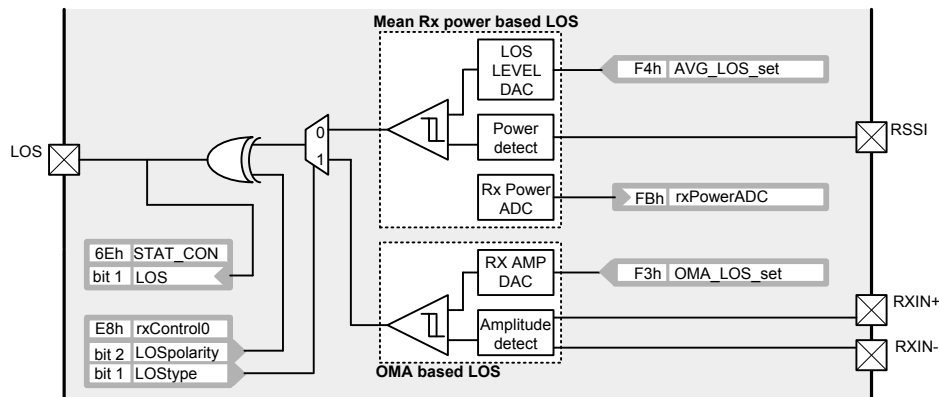 Mean Rx power based LOS
LOS
LEVEL
DAC
F4h AVG_LOS_set
0
1
Power
detect
RSSI
LOS
Rx Power
ADC
FBh rxPowerADC
6Eh STAT_CON
bit 1 LOS
RX AMP
DAC
F3h OMA_LOS_set
RXIN+
E8h rxControl0
bit 2 LOSpolarity
bit 1 LOStype
Amplitude
detect
RXIN-
OMA based LOS